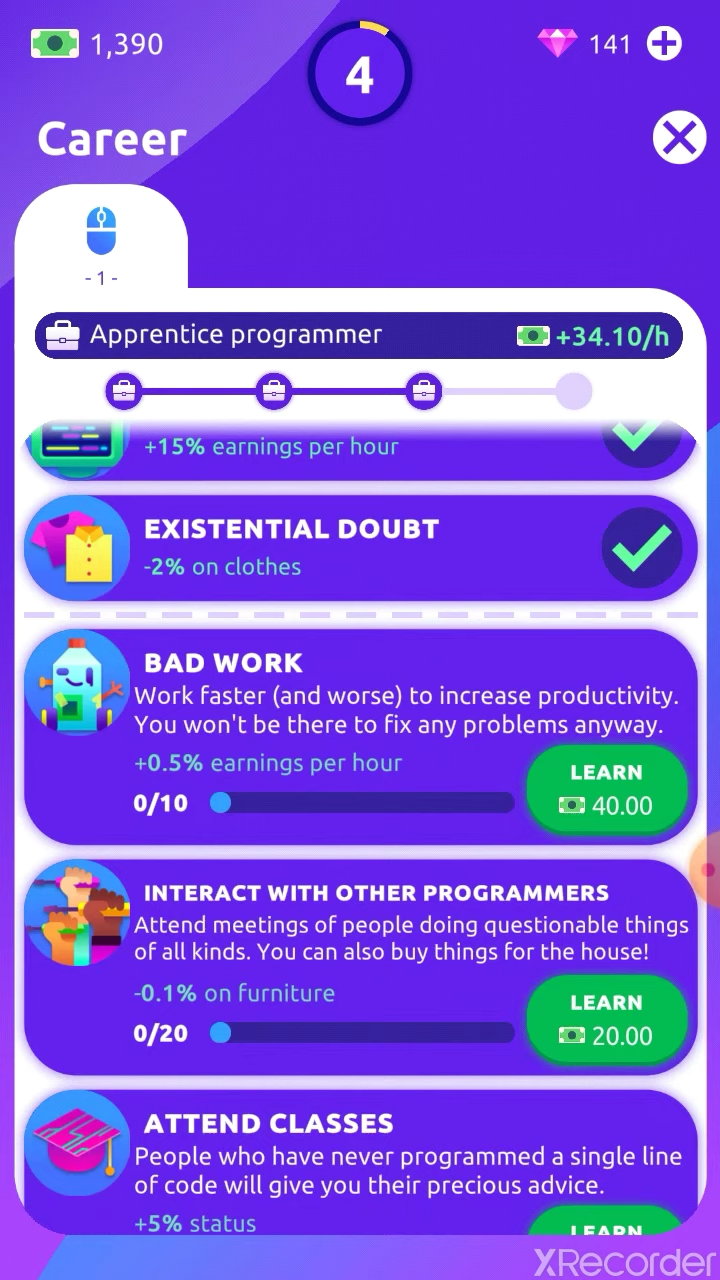 1,390
4
141
Career
- 1 -
Apprentice programmer
+34.10/h
+15% earnings per hour
EXISTENTIAL DOUBT
-2% on clothes
BAD WORK
Work faster (and worse) to increase productivity.
You won't be there to fix any problems anyway.
+0.5% earnings per hour
LEARN
0/10
40.00
INTERACT WITH OTHER PROGRAMMERS
Attend meetings of people doing questionable things
of all kinds. You can also buy things for the house!
-0.1% on furniture
LEARN
0/20
20.00
ATTEND CLASSES
People who have never programmed a single line
of code will give you their precious advice.
+5% status
LEARN
XRecorder